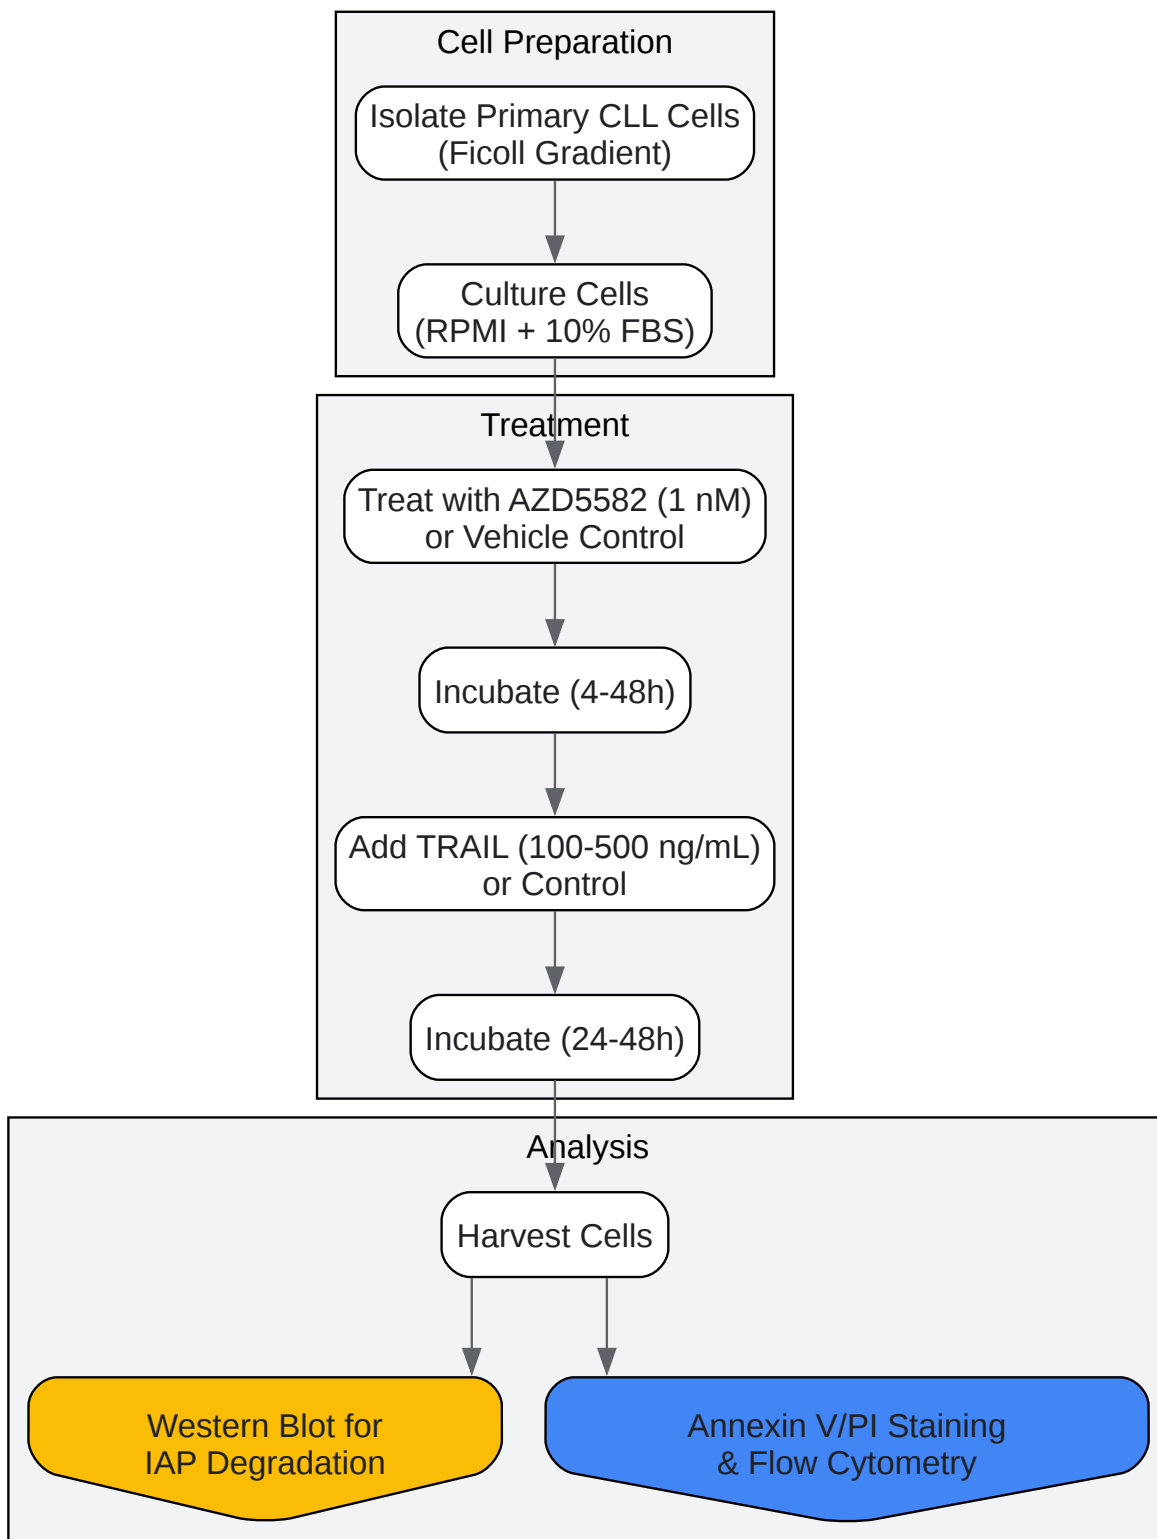 Cell Preparation
Isolate Primary CLL Cells
(Ficoll Gradient)
Culture Cells
(RPMI + 10% FBS)
Treatment
Treat with AZD5582 (1 nM)
or Vehicle Control
Incubate (4-48h)
Add TRAIL (100-500 ng/mL)
or Control
Incubate (24-48h)
Analysis
Harvest Cells
Western Blot for
IAP Degradation
Annexin V/PI Staining
& Flow Cytometry